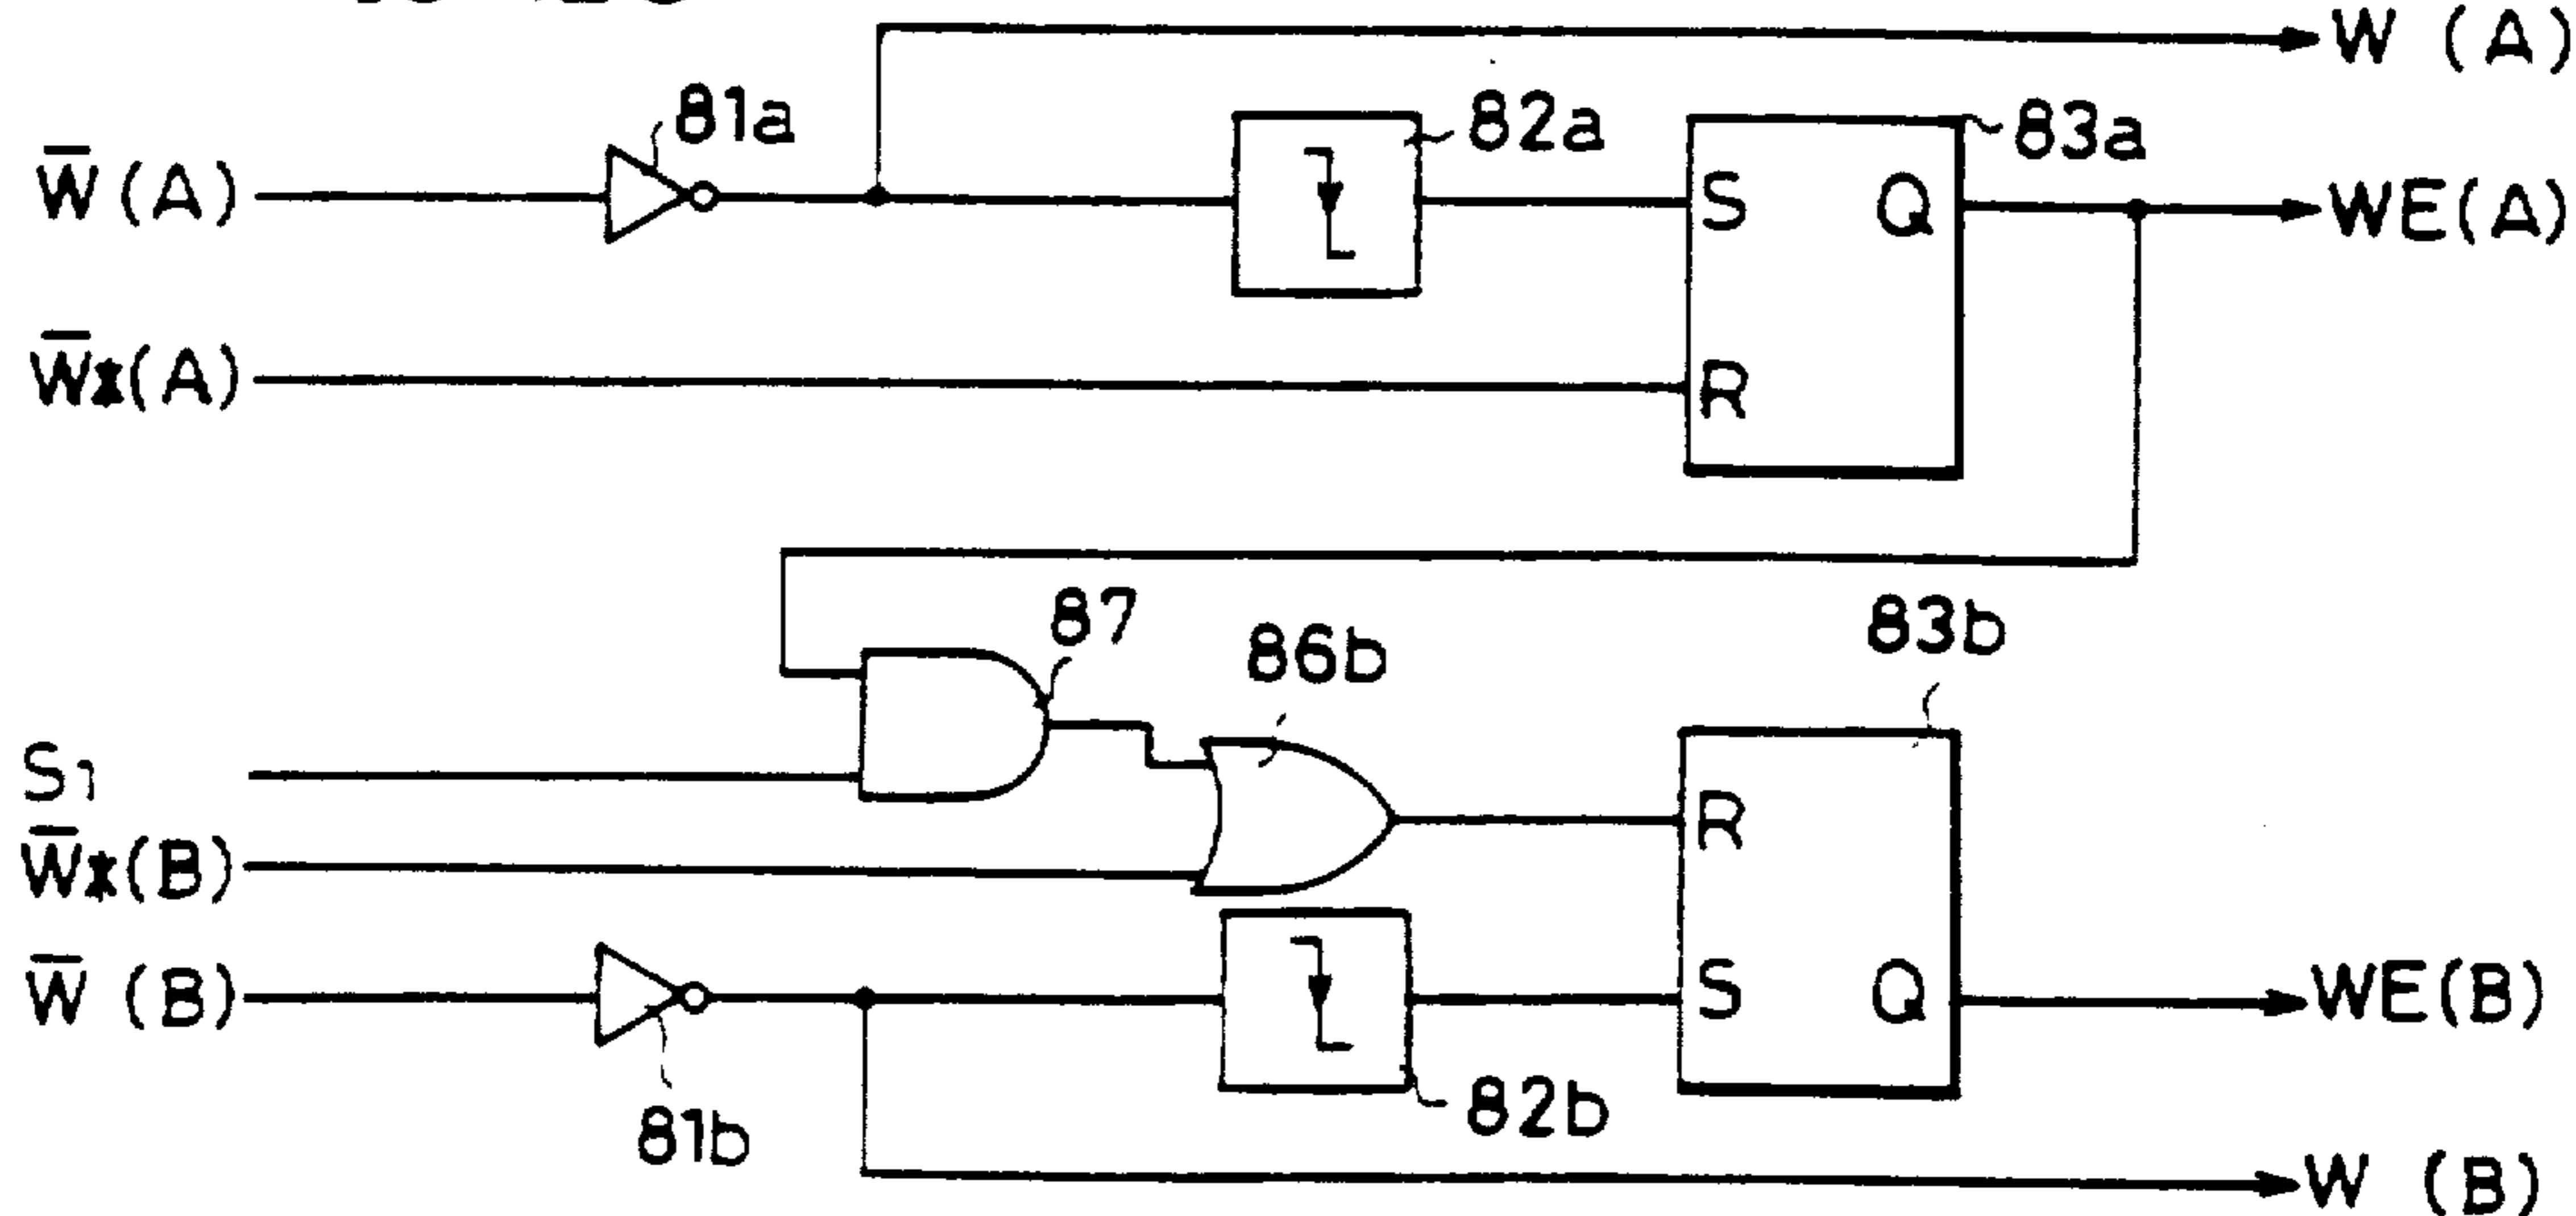 W (A)
81a
82a
83a
W̅ (A)
S
Q
WE(A)
W̅*(A)
R
87
86b
83b
S1
R
W̅*(B)
W̅ (B)
S
Q
WE(B)
81b
82b
W (B)